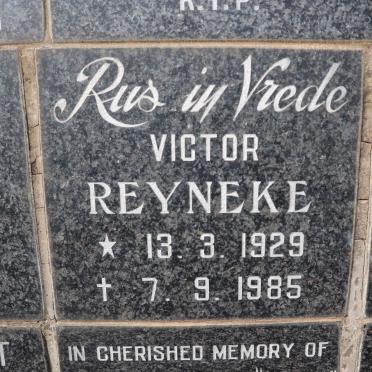 R.I.P.
Rus in Vrede
VICTOR
REYNEKE
★ 13. 3. 1929
† 7. 9. 1985
IN CHERISHED MEMORY OF